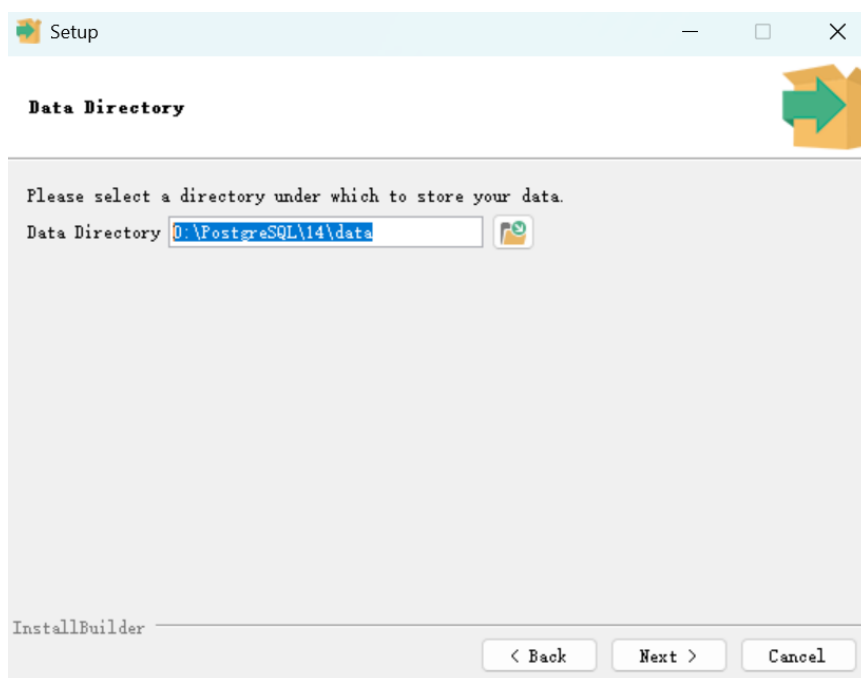 Setup
Data Directory
Please select a directory under which to store your data.
Data Directory D:\PostgreSQL\14\data
InstallBuilder
< Back Next > Cancel